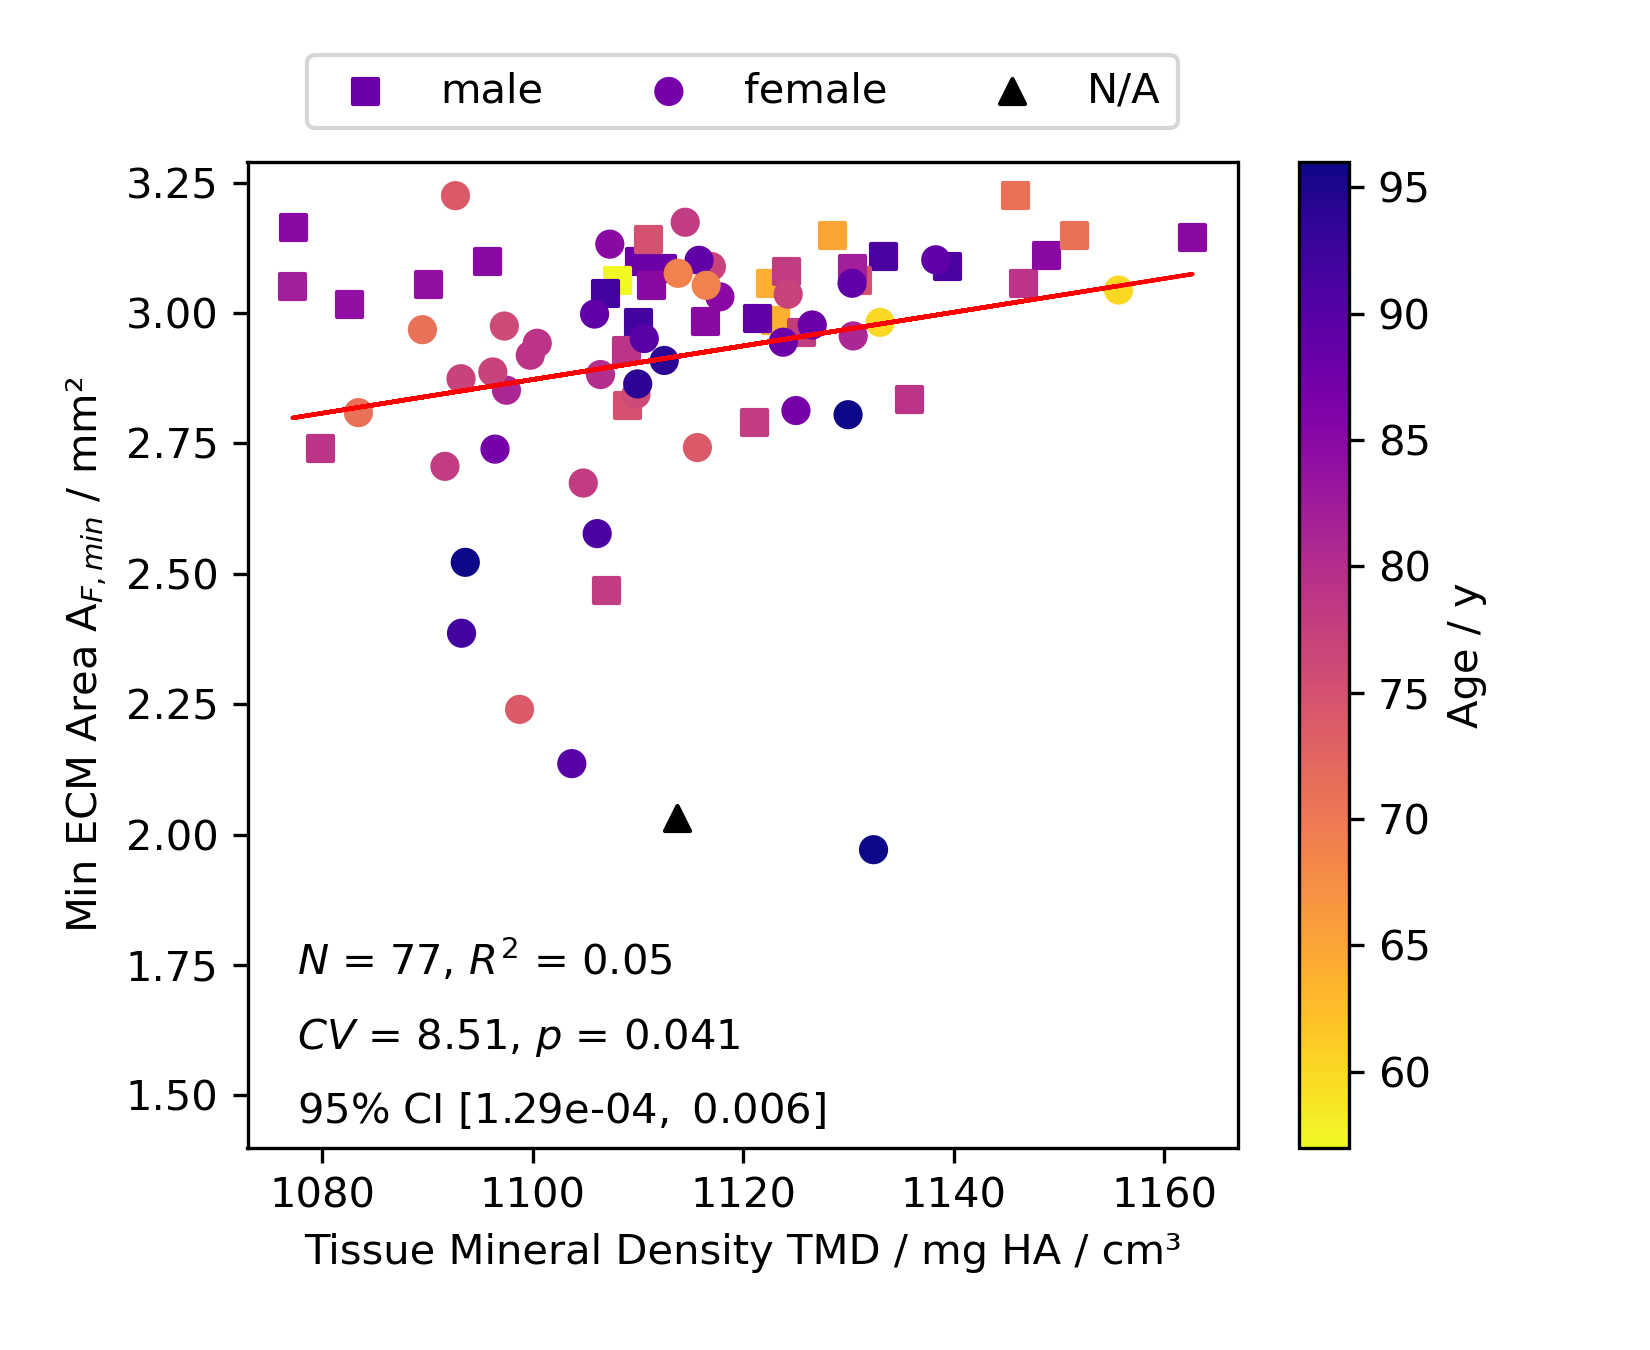 male female N/A
3.25
3.00
2.75
2.50
2.25
2.00
1.75
1.50
Min ECM Area A_F,min / mm²
N = 77, R² = 0.05
CV = 8.51, p = 0.041
95% CI [1.29e-04, 0.006]
1080 1100 1120 1140 1160
Tissue Mineral Density TMD / mg HA / cm³
95
90
85
80
75
70
65
60
Age / y